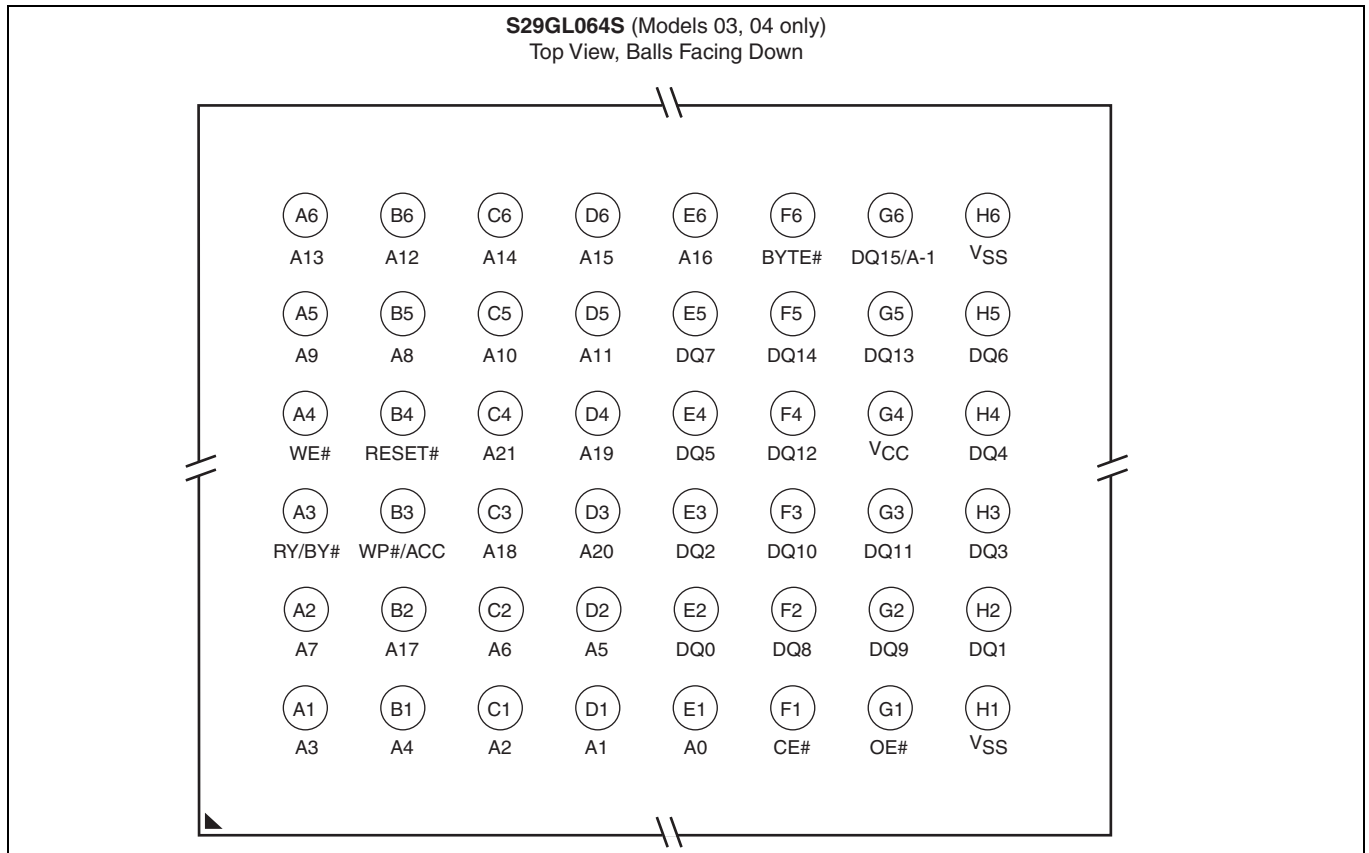 S29GL064S (Models 03, 04 only)
Top View, Balls Facing Down
A6 B6 C6 D6 E6 F6 G6 H6
A13 A12 A14 A15 A16 BYTE# DQ15/A-1 VSS
A5 B5 C5 D5 E5 F5 G5 H5
A9 A8 A10 A11 DQ7 DQ14 DQ13 DQ6
A4 B4 C4 D4 E4 F4 G4 H4
WE# RESET# A21 A19 DQ5 DQ12 VCC DQ4
A3 B3 C3 D3 E3 F3 G3 H3
RY/BY# WP#/ACC A18 A20 DQ2 DQ10 DQ11 DQ3
A2 B2 C2 D2 E2 F2 G2 H2
A7 A17 A6 A5 DQ0 DQ8 DQ9 DQ1
A1 B1 C1 D1 E1 F1 G1 H1
A3 A4 A2 A1 A0 CE# OE# VSS